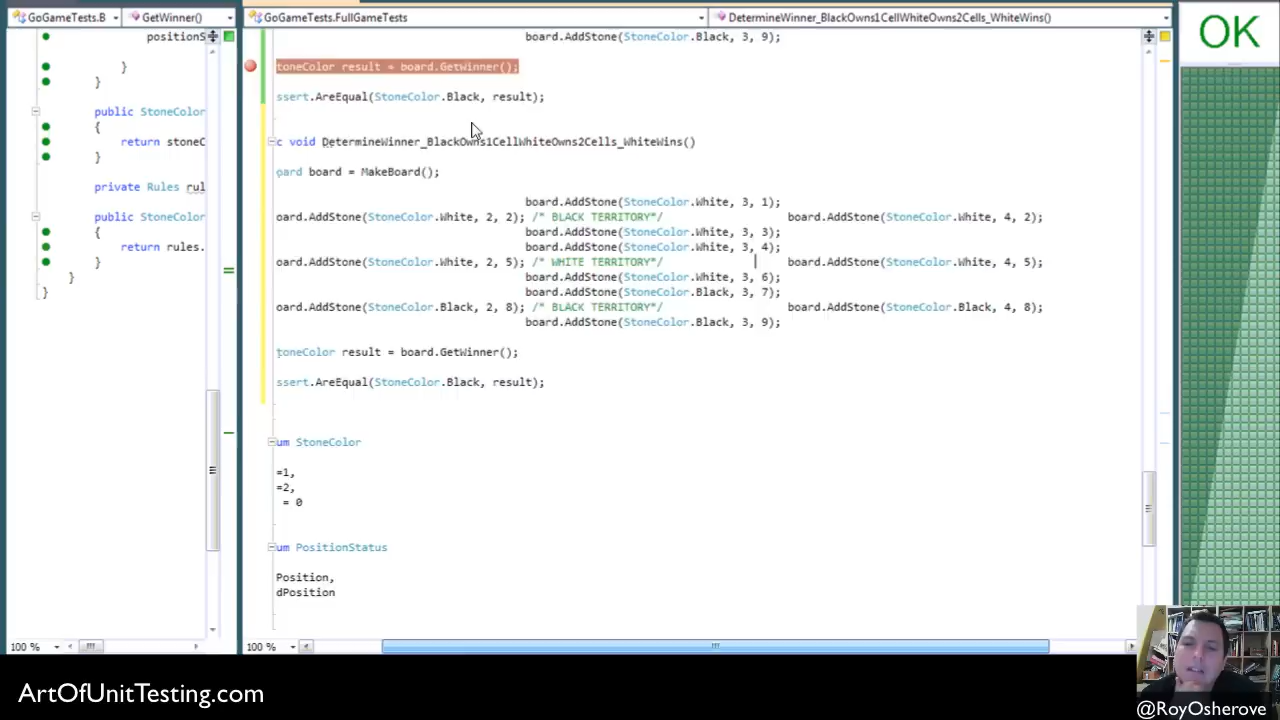 GoGameTests.B
GetWinner()
GoGameTests.FullGameTests
DetermineWinner_BlackOwns1CellWhiteOwns2Cells_WhiteWins()
OK
positionS
}
}
public StoneColor
{
return stoneC
}
private Rules rul
public StoneColor
{
return rules.
}
}
}
board.AddStone(StoneColor.Black, 3, 9);
toneColor result = board.GetWinner();
ssert.AreEqual(StoneColor.Black, result);
c void DetermineWinner_BlackOwns1CellWhiteOwns2Cells_WhiteWins()
oard board = MakeBoard();
board.AddStone(StoneColor.White, 3, 1);
oard.AddStone(StoneColor.White, 2, 2); /* BLACK TERRITORY*/ board.AddStone(StoneColor.White, 4, 2);
board.AddStone(StoneColor.White, 3, 3);
board.AddStone(StoneColor.White, 3, 4);
oard.AddStone(StoneColor.White, 2, 5); /* WHITE TERRITORY*/ board.AddStone(StoneColor.White, 4, 5);
board.AddStone(StoneColor.White, 3, 6);
board.AddStone(StoneColor.Black, 3, 7);
oard.AddStone(StoneColor.Black, 2, 8); /* BLACK TERRITORY*/ board.AddStone(StoneColor.Black, 4, 8);
board.AddStone(StoneColor.Black, 3, 9);
toneColor result = board.GetWinner();
ssert.AreEqual(StoneColor.Black, result);
um StoneColor
=1,
=2,
= 0
um PositionStatus
Position,
dPosition
100 %
100 %
ArtOfUnitTesting.com
@RoyOsherove